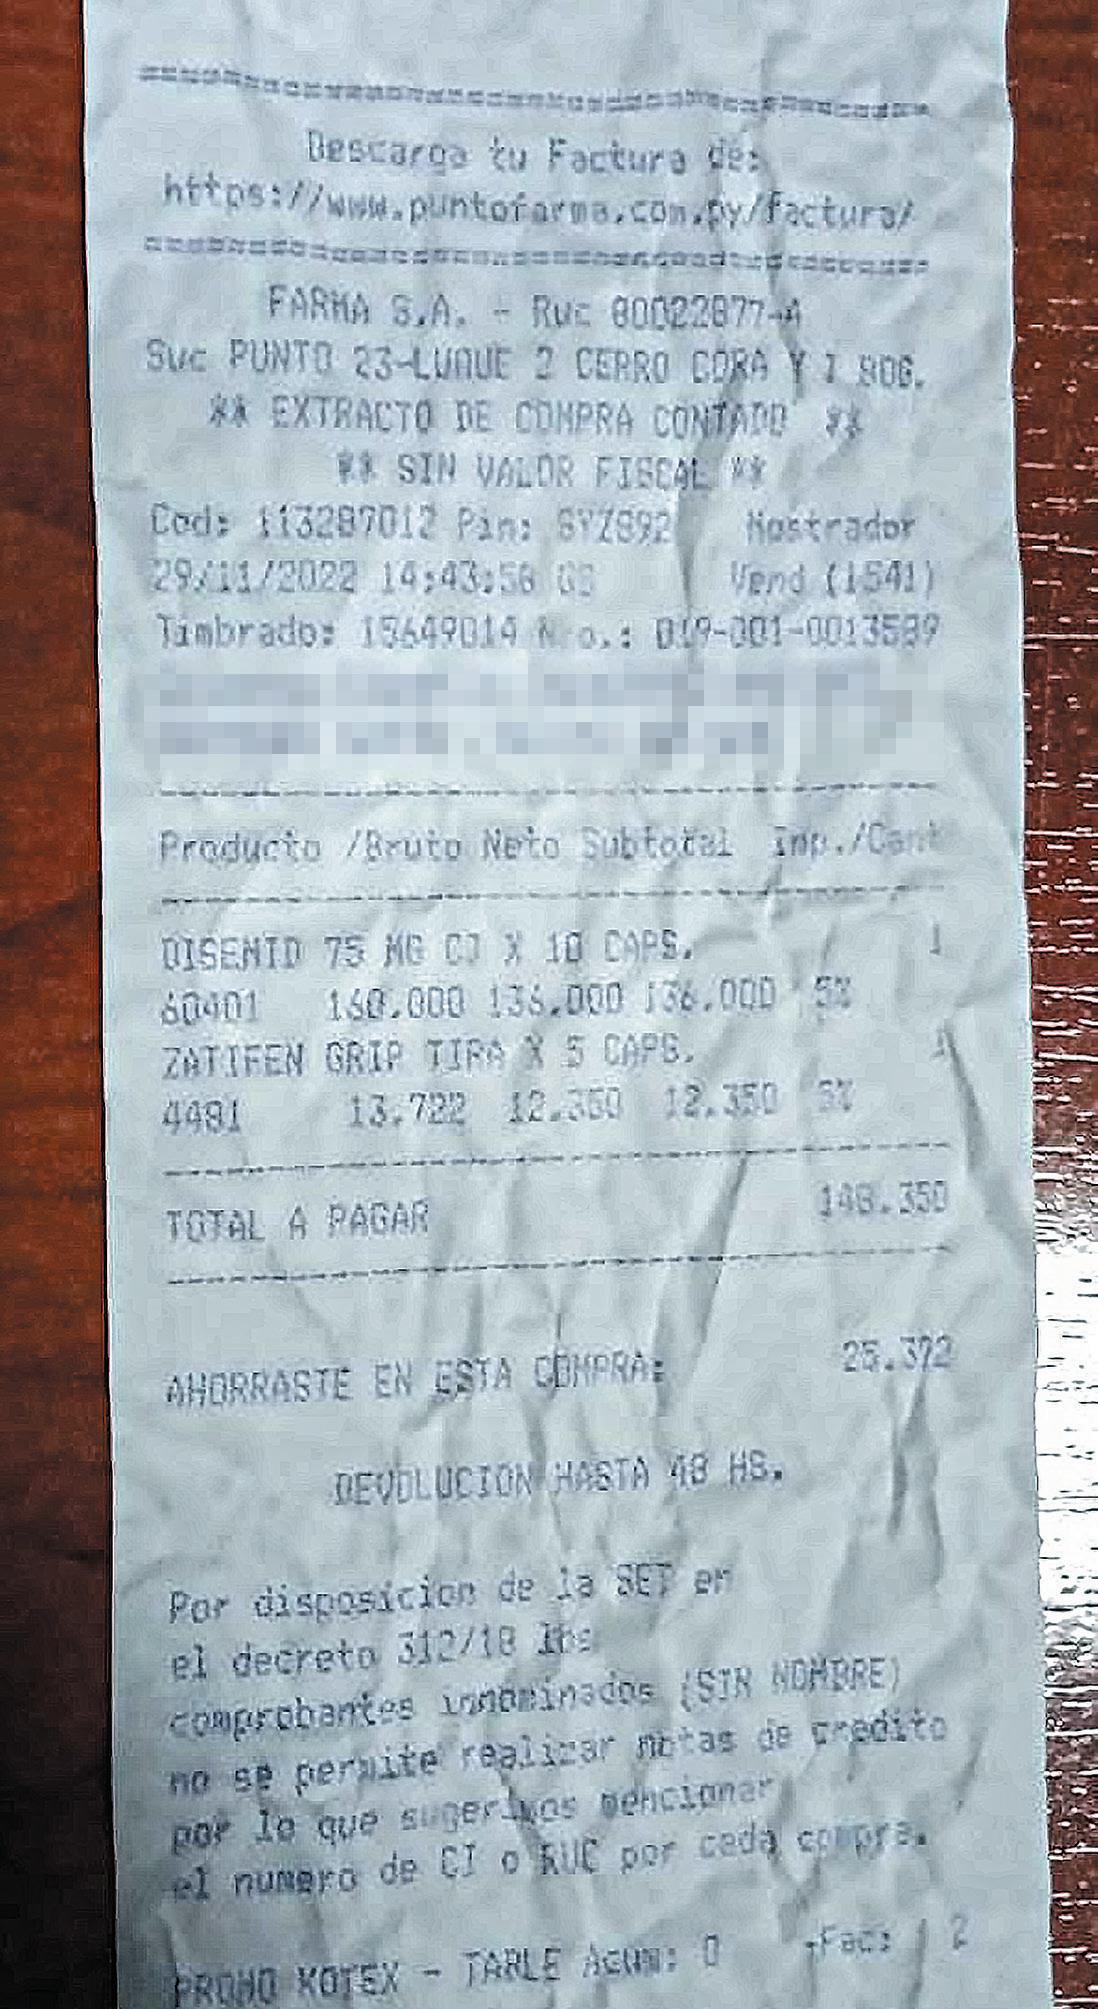 ================================
Descarga tu Factura de:
https://www.puntofarma.com.py/factura/
================================
FARMA S.A. - Ruc 80022877-4
Suc PUNTO 23-LUQUE 2 CERRO CORA Y I BOG.
** EXTRACTO DE COMPRA CONTADO **
** SIN VALOR FISCAL **
Cod: 113287012 Pin: Mostrador
29/11/2022 14:43:58 GS Vend (1541)
Timbrado: 15649014 Nro.: 019-001-0013589
Producto /Bruto Neto Subtotal Imp./Cant
DISEMID 75 MG CJ X 10 CAPS. 1
60401 160.000 136.000 136.000 5%
ZATIFEN GRIP TIRA X 5 CAPS. 1
4481 13.722 12.350 12.350 5%
TOTAL A PAGAR 148.350
AHORRASTE EN ESTA COMPRA: 25.372
DEVOLUCION HASTA 48 HS.
Por disposicion de la SET en
el decreto 312/18 los
comprobantes innominados (SIN NOMBRE)
no se permite realizar notas de credito
por lo que sugerimos mencionar
el numero de CI o RUC por cada compra.
PROMO KOTEX - TABLE Acum: 0 -Fac: 2